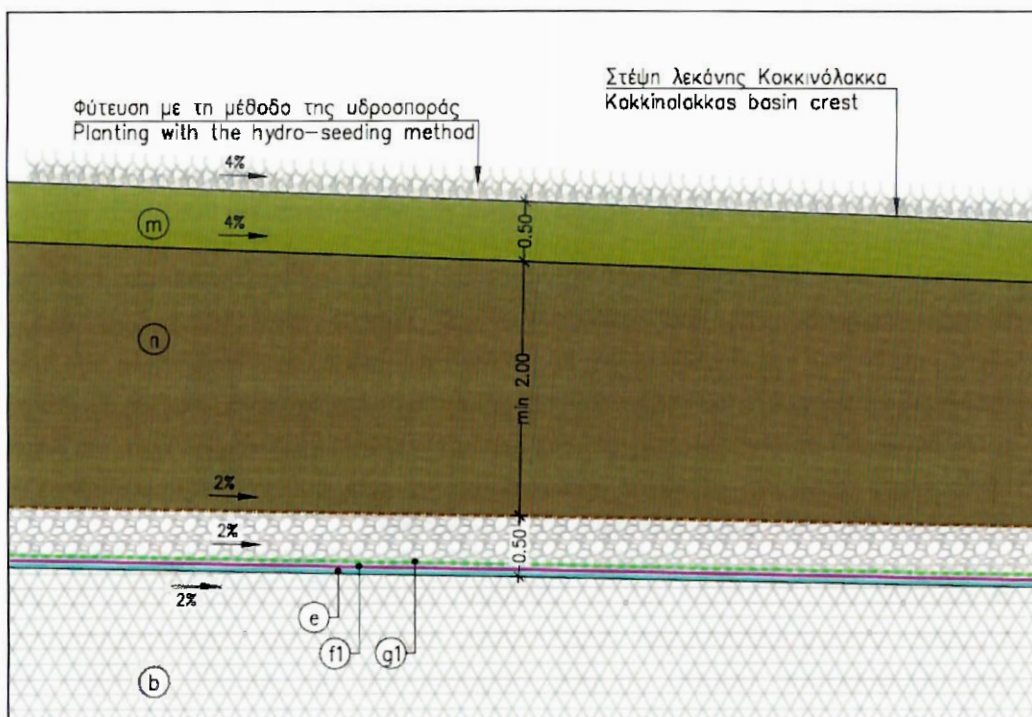 Στέψη λεκάνης Κοκκινόλακκα
Kokkinolakkas basin crest
Φύτευση με τη μέθοδο της υδροσποράς
Planting with the hydro-seeding method
4%
m
4%
0.50
n
min 2.00
2%
2%
0.50
2%
e
f1
g1
b